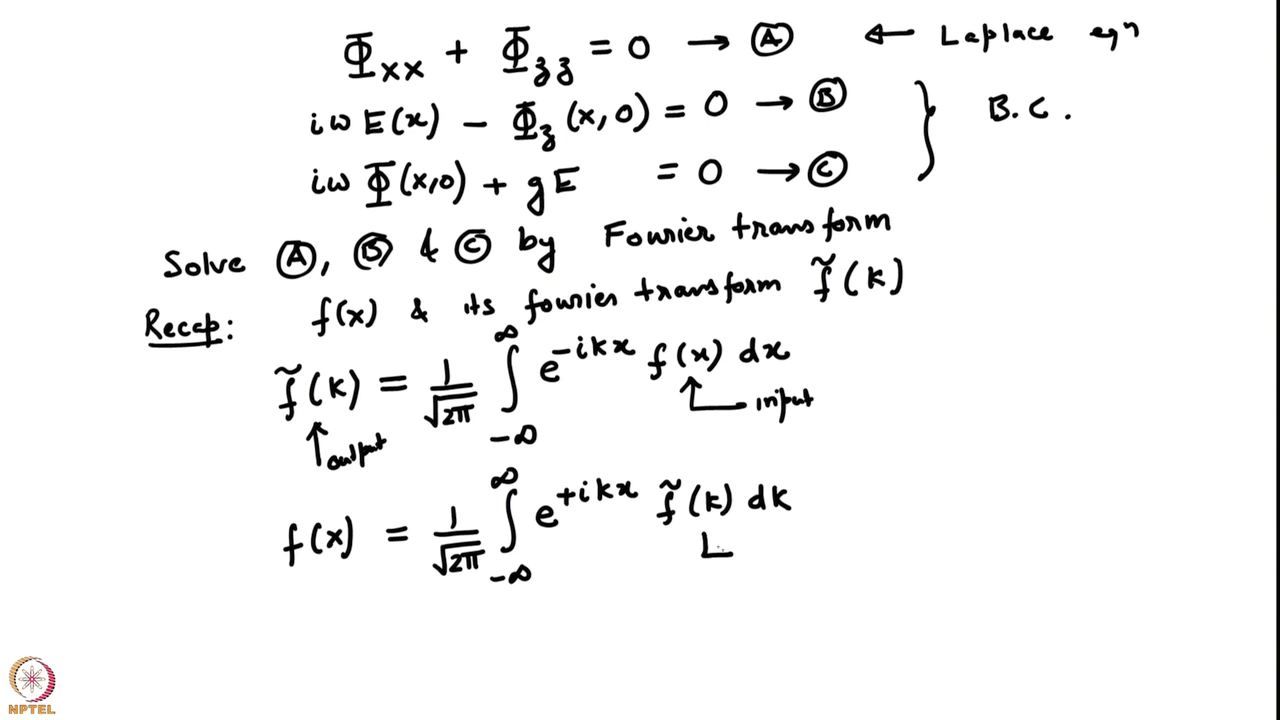 Φxx + Φzz = 0 → Ⓐ ← Laplace eqⁿ
iω E(x) − Φz (x,0) = 0 → Ⓑ } B.C.
iω Φ(x,0) + gE = 0 → Ⓒ
Solve Ⓐ, Ⓑ & Ⓒ by Fourier transform
Recap: f(x) & its fourier transform f̃(k)
f̃(k) = 1/√2π ∫_{-∞}^{∞} e^{-ikx} f(x) dx
↑ output ↑ input
f(x) = 1/√2π ∫_{-∞}^{∞} e^{+ikx} f̃(k) dk
NPTEL